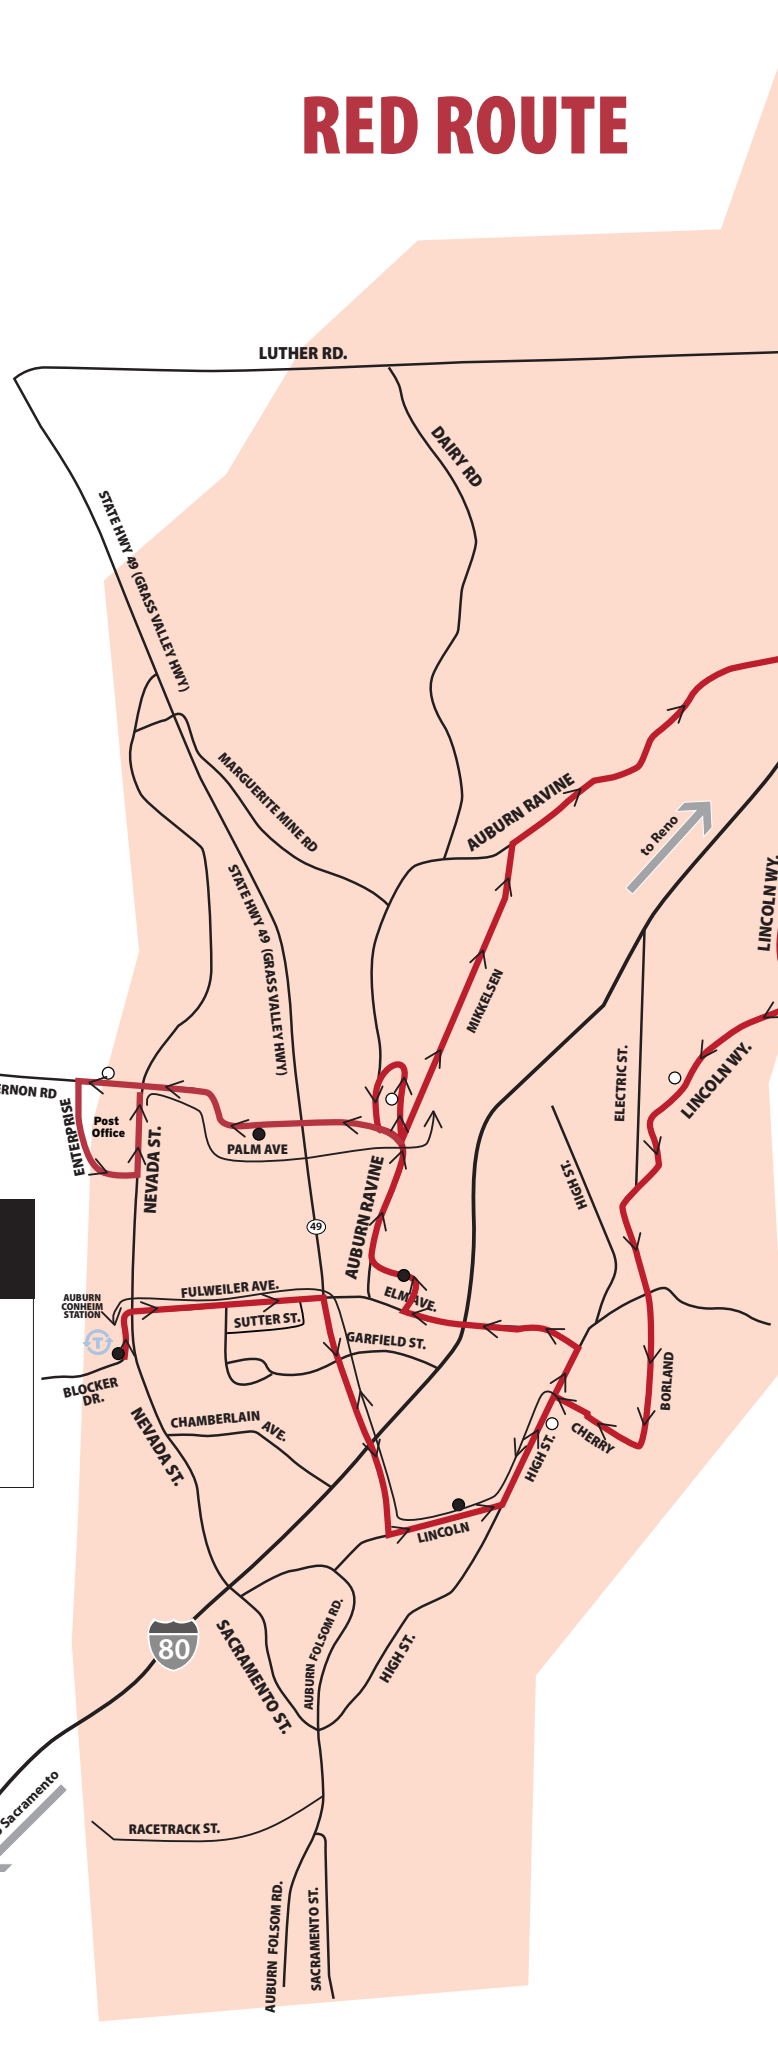 RED ROUTE
LUTHER RD.
DAIRY RD
STATE HWY 49 (GRASS VALLEY HWY)
MARGUERITE MINE RD
AUBURN RAVINE
to Reno
STATE HWY 49 (GRASS VALLEY HWY)
LINCOLN WY.
MIKKELSEN
ELECTRIC ST.
LINCOLN WY.
ERNON RD
ENTERPRISE
Post
Office
NEVADA ST.
PALM AVE
HIGH ST.
AUBURN RAVINE
49
FULWEILER AVE.
ELM AVE.
AUBURN
CONHEIM
STATION
SUTTER ST.
GARFIELD ST.
T
BLOCKER
DR.
BORLAND
CHAMBERLAIN
AVE.
NEVADA ST.
CHERRY
HIGH ST.
LINCOLN
80
SACRAMENTO ST.
AUBURN FOLSOM RD.
HIGH ST.
Sacramento
RACETRACK ST.
AUBURN FOLSOM RD.
SACRAMENTO ST.